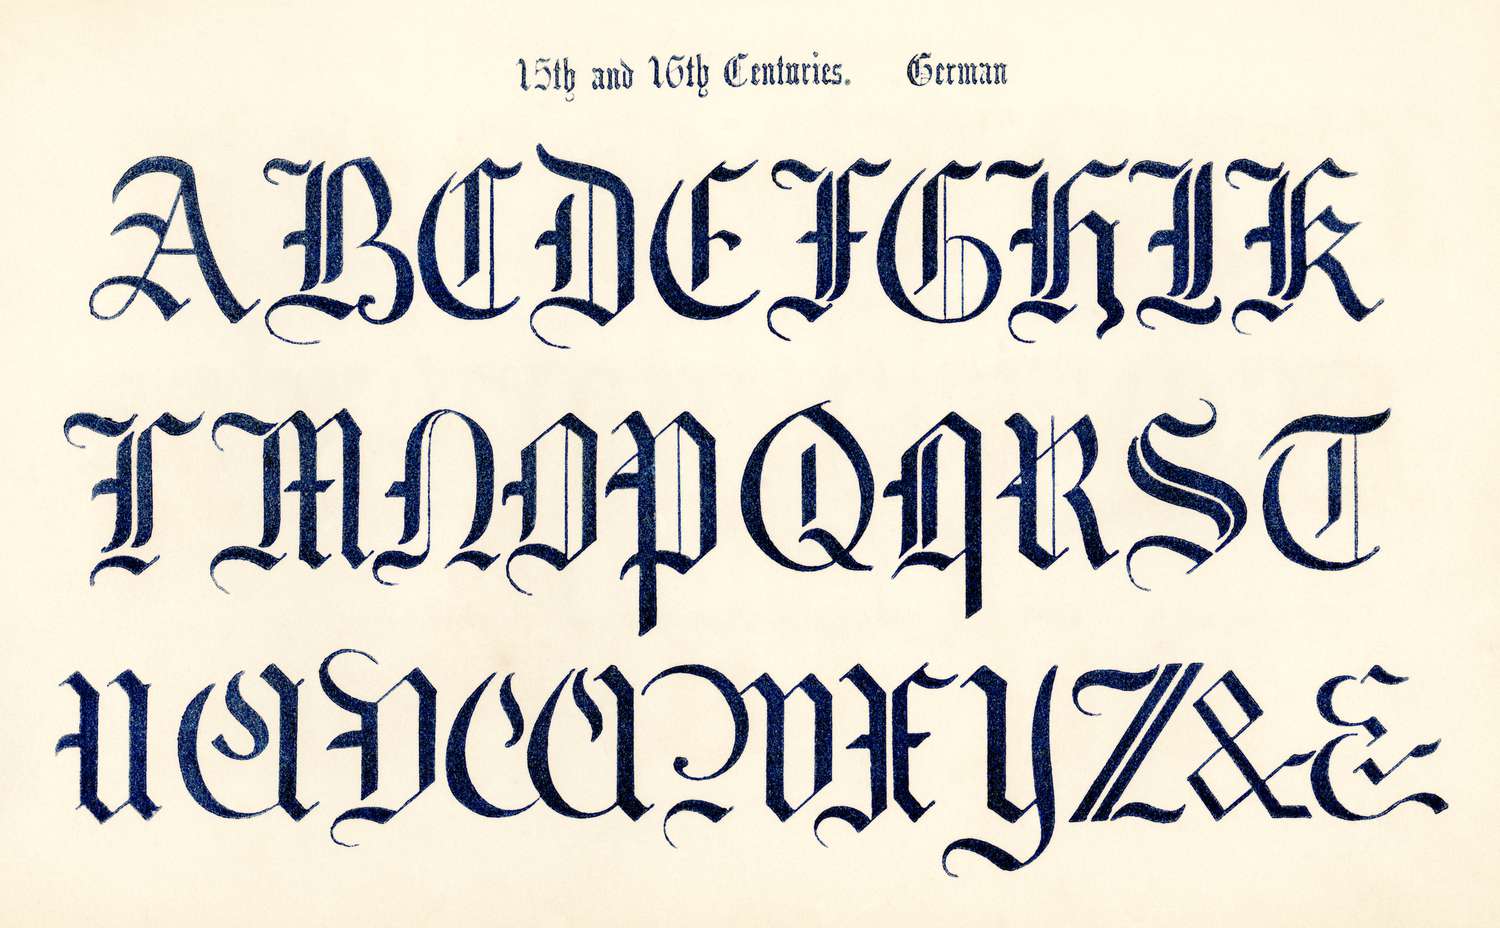 15th and 16th Centuries. German
A B C D E F G H I K
L M N O P Q Q R S T
U U V W W X Y Z & &